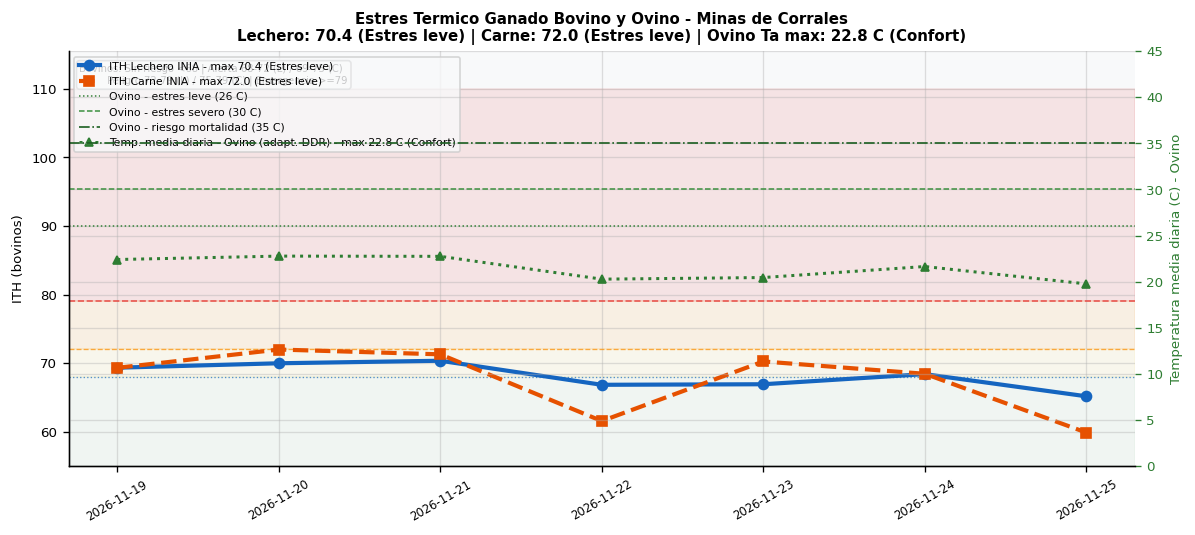 Estres Termico Ganado Bovino y Ovino - Minas de Corrales
Lechero: 70.4 (Estres leve) | Carne: 72.0 (Estres leve) | Ovino Ta max: 22.8 C (Confort)
ITH Lechero INIA - max 70.4 (Estres leve)
ITH Carne INIA - max 72.0 (Estres leve)
Ovino - estres leve (26 C)
Ovino - estres severo (30 C)
Ovino - riesgo mortalidad (35 C)
Temp. media diaria - Ovino (adapt. DDR) - max 22.8 C (Confort)
>=79
ITH (bovinos)
110
100
90
80
70
60
45
40
35
30
25
20
15
10
5
0
Temperatura media diaria (C) - Ovino
2026-11-19
2026-11-20
2026-11-21
2026-11-22
2026-11-23
2026-11-24
2026-11-25